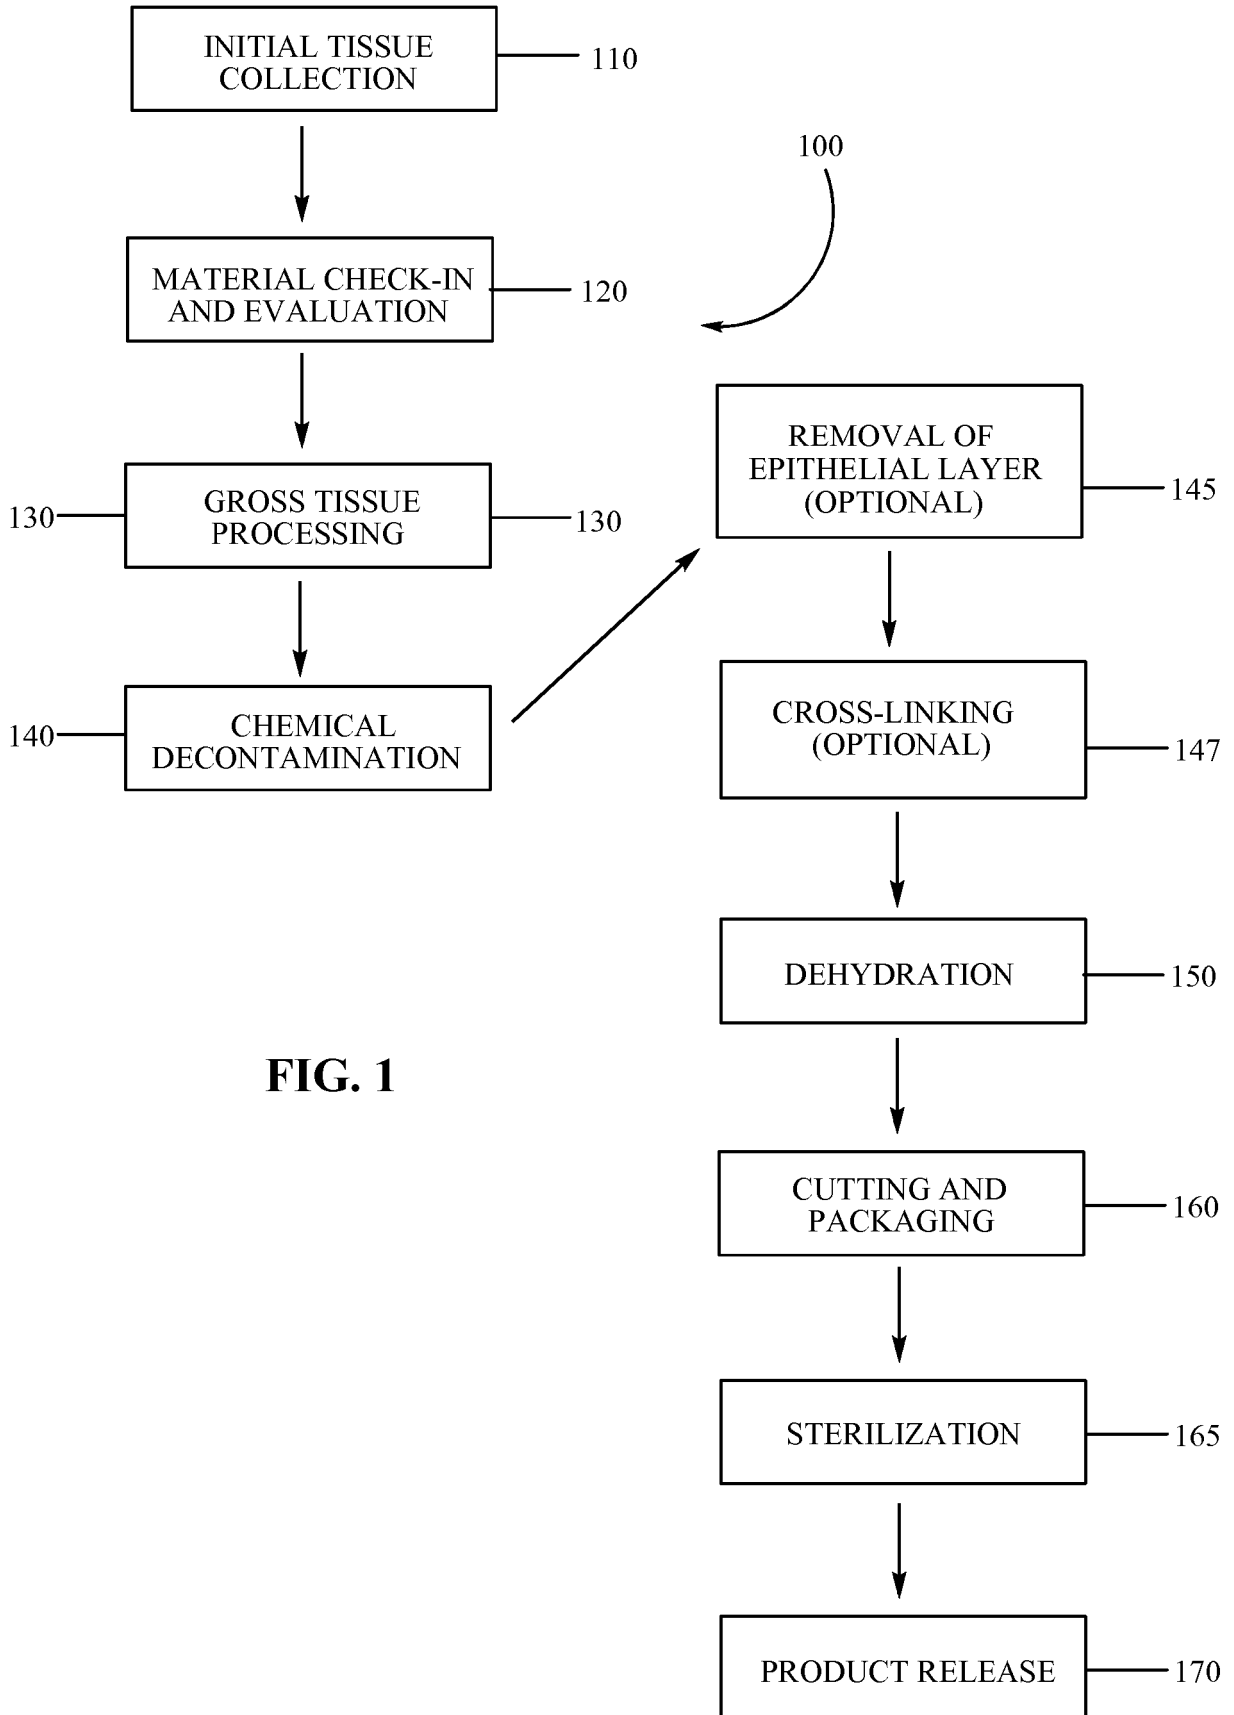 INITIAL TISSUE
COLLECTION
110
100
MATERIAL CHECK-IN
AND EVALUATION
120
130
GROSS TISSUE
PROCESSING
130
140
CHEMICAL
DECONTAMINATION
REMOVAL OF
EPITHELIAL LAYER
(OPTIONAL)
145
CROSS-LINKING
(OPTIONAL)
147
DEHYDRATION
150
FIG. 1
CUTTING AND
PACKAGING
160
STERILIZATION
165
PRODUCT RELEASE
170